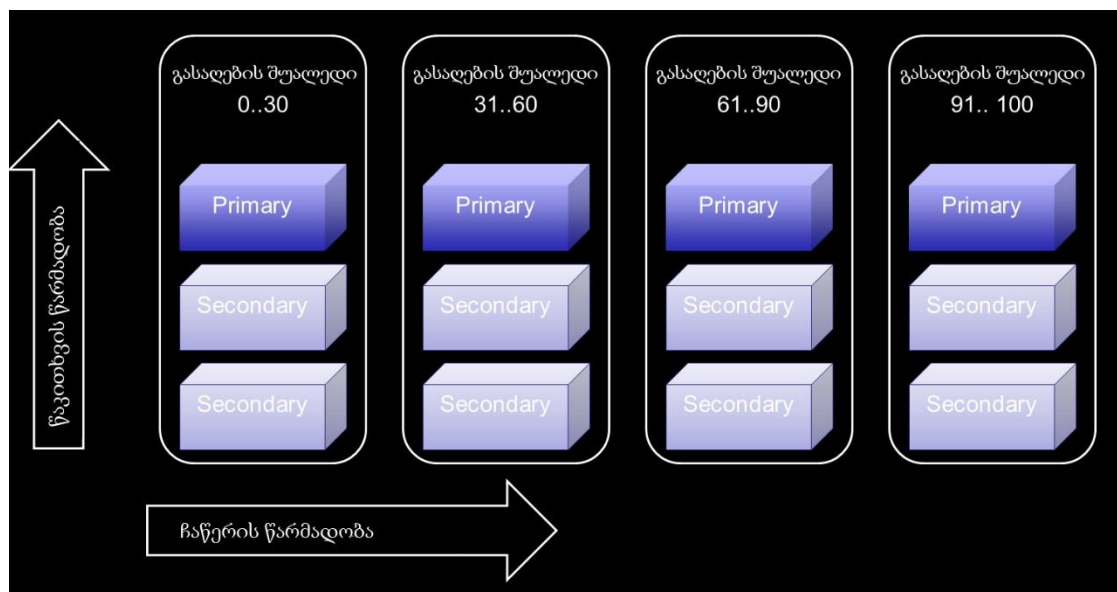 გასაღების შუალედი
0..30
Primary
Secondary
Secondary
გასაღების შუალედი
31..60
Primary
Secondary
Secondary
გასაღების შუალედი
61..90
Primary
Secondary
Secondary
გასაღების შუალედი
91.. 100
Primary
Secondary
Secondary
წაკითხვის წარმადობა
ჩაწერის წარმადობა